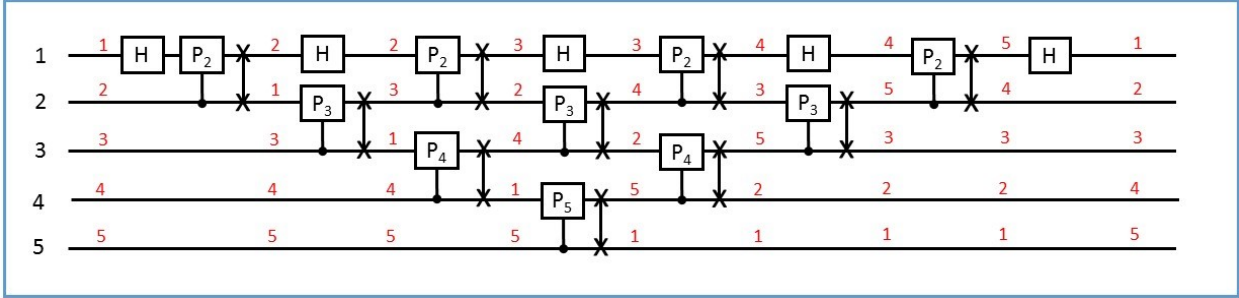 1 1 H P₂ 2 H 2 P₂ 3 H 3 P₂ 4 H 4 P₂ 5 H 1
2 2 1 P₃ 3 2 P₃ 4 3 P₃ 5 4 2
3 3 3 1 P₄ 4 2 P₄ 5 3 3 3
4 4 4 4 1 P₅ 5 2 2 2 4
5 5 5 5 5 1 1 1 1 5